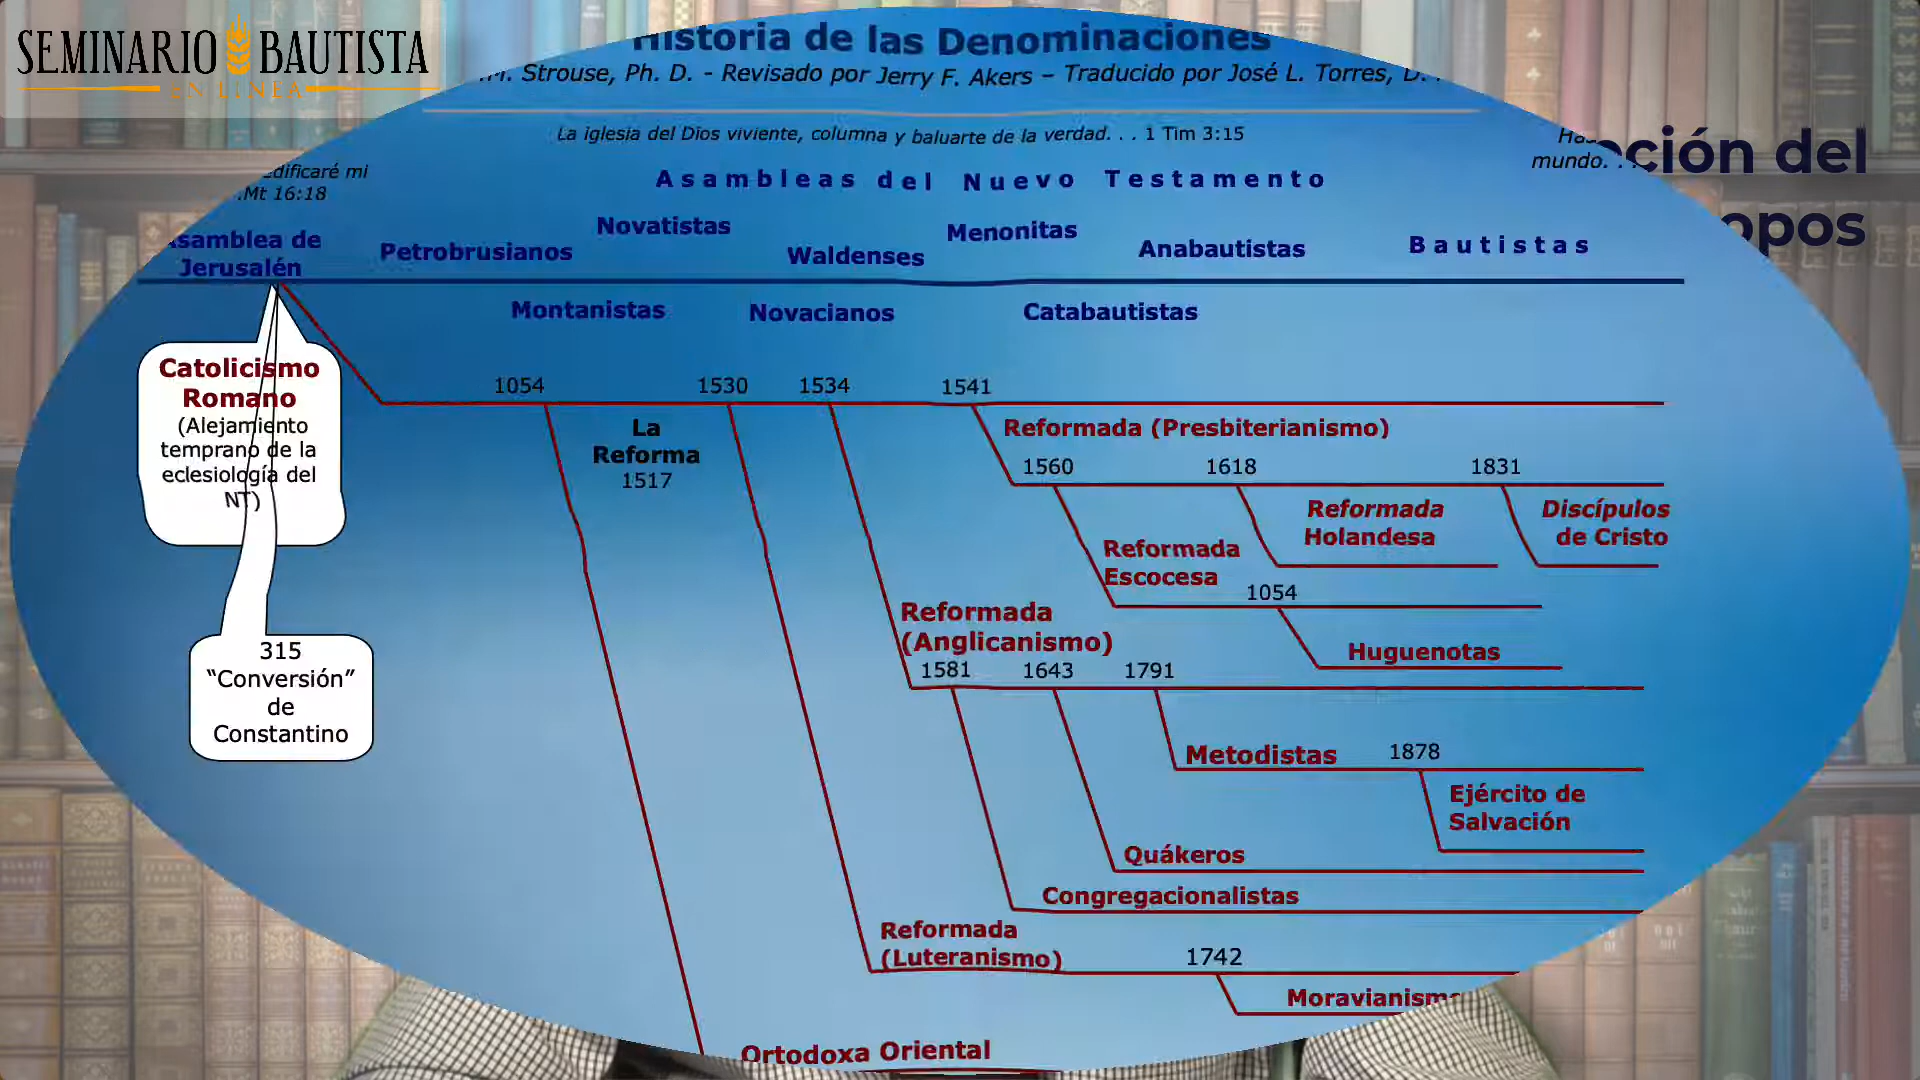 SEMINARIO BAUTISTA
EN LÍNEA
Historia de las Denominaciones
Strouse, Ph. D. - Revisado por Jerry F. Akers – Traducido por José L. Torres, D.
La iglesia del Dios viviente, columna y baluarte de la verdad. . . 1 Tim 3:15
mundo. . .
ción del
opos
dificaré mi
.Mt 16:18
Asambleas del Nuevo Testamento
Asamblea de
Jerusalén
Petrobrusianos
Novatistas
Waldenses
Menonitas
Anabautistas
Bautistas
Montanistas
Novacianos
Catabautistas
Catolicismo
Romano
(Alejamiento
temprano de la
eclesiología del
NT)
315
“Conversión”
de
Constantino
1054
1530
1534
1541
La
Reforma
1517
Reformada (Presbiterianismo)
1560
1618
1831
Reformada
Holandesa
Discípulos
de Cristo
Reformada
Escocesa
1054
Huguenotas
Reformada
(Anglicanismo)
1581
1643
1791
Metodistas
1878
Ejército de
Salvación
Quákeros
Congregacionalistas
Reformada
(Luteranismo)
1742
Moravianismo
Ortodoxa Oriental